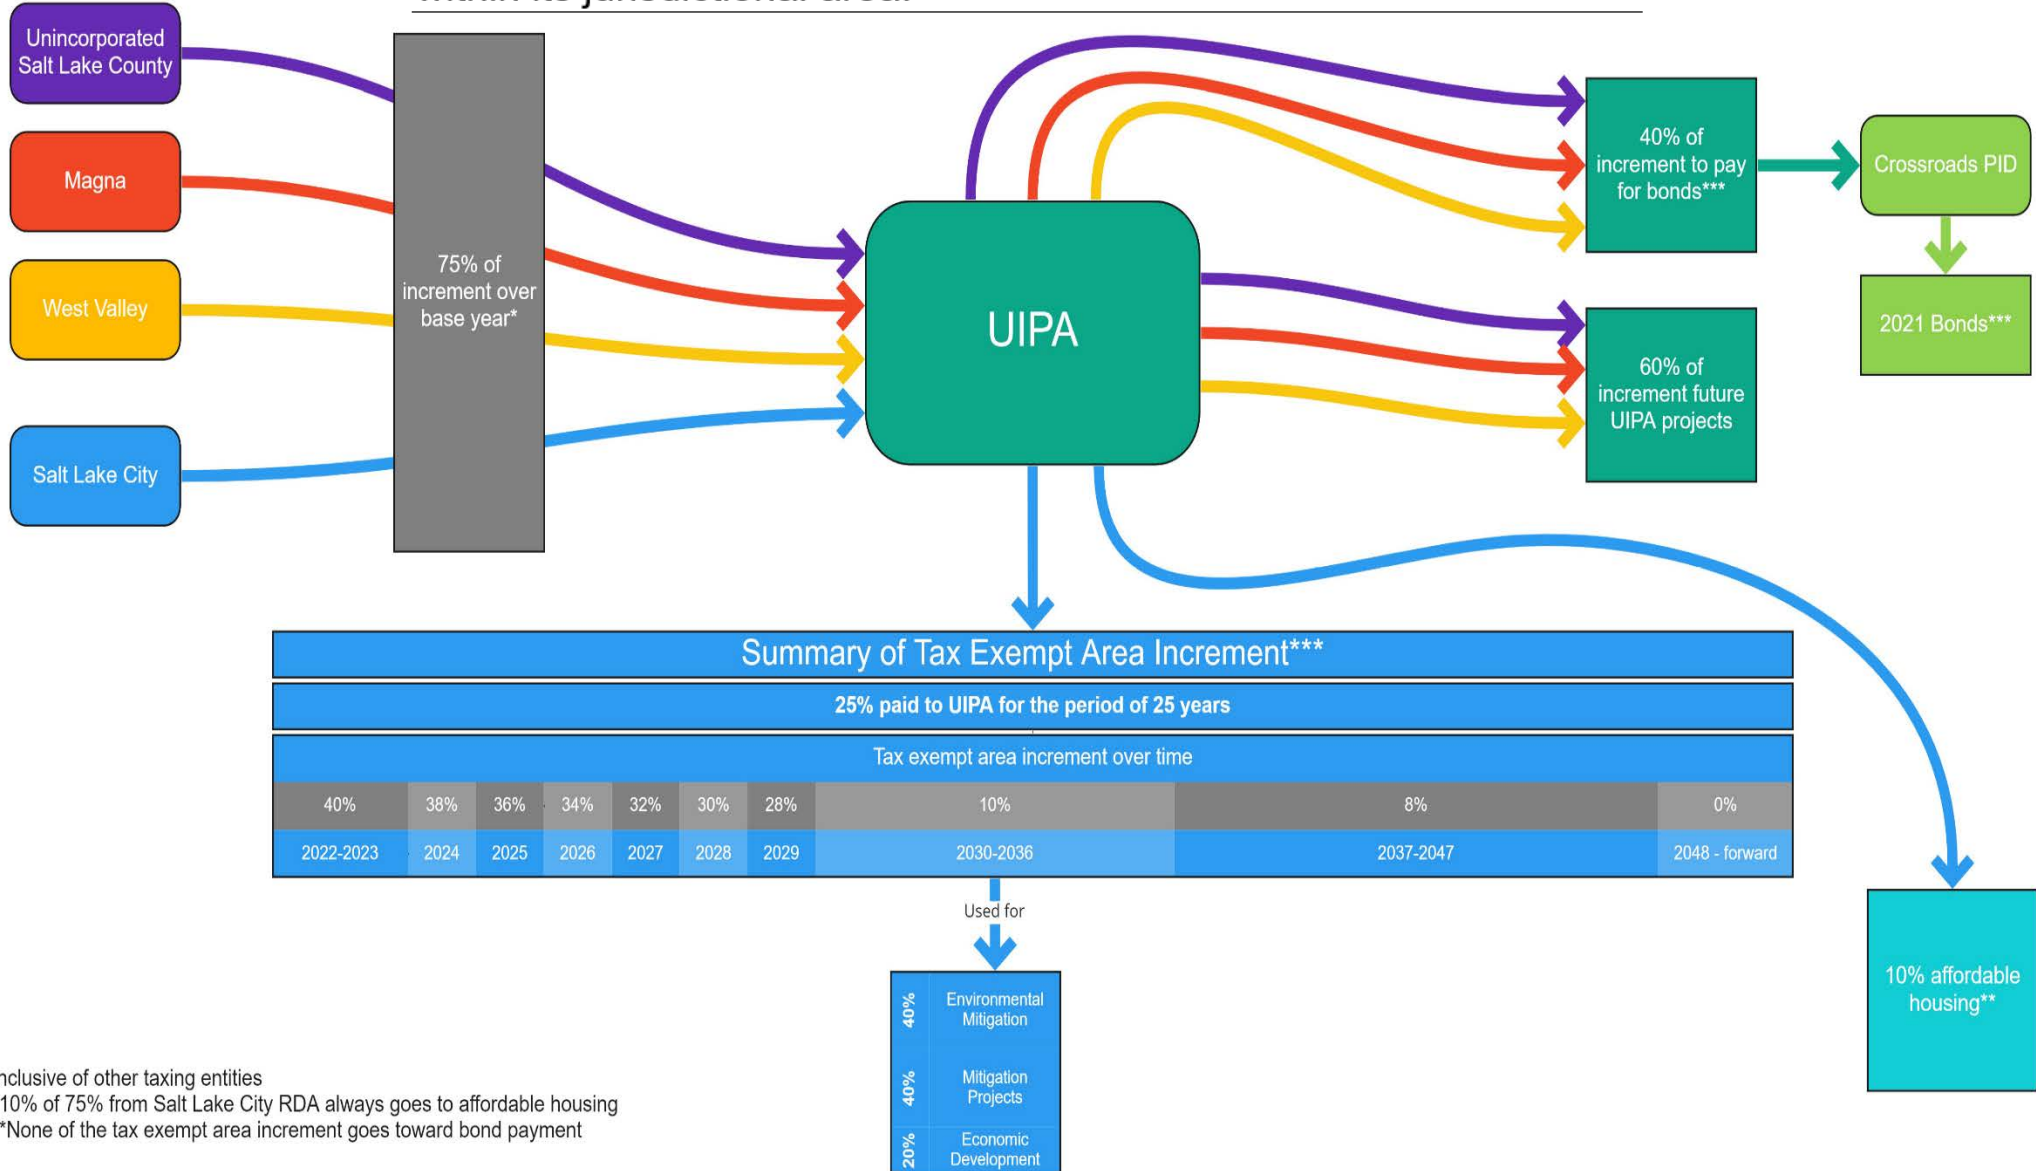 within its jurisdictional area.
Unincorporated
Salt Lake County
Magna
West Valley
Salt Lake City
75% of
increment over
base year*
UIPA
40% of
increment to pay
for bonds***
Crossroads PID
2021 Bonds***
60% of
increment future
UIPA projects
Summary of Tax Exempt Area Increment***
25% paid to UIPA for the period of 25 years
Tax exempt area increment over time
40% 38% 36% 34% 32% 30% 28% 10% 8% 0%
2022-2023 2024 2025 2026 2027 2028 2029 2030-2036 2037-2047 2048 - forward
Used for
40% Environmental
Mitigation
40% Mitigation
Projects
20% Economic
Development
10% affordable
housing**
nclusive of other taxing entities
10% of 75% from Salt Lake City RDA always goes to affordable housing
*None of the tax exempt area increment goes toward bond payment